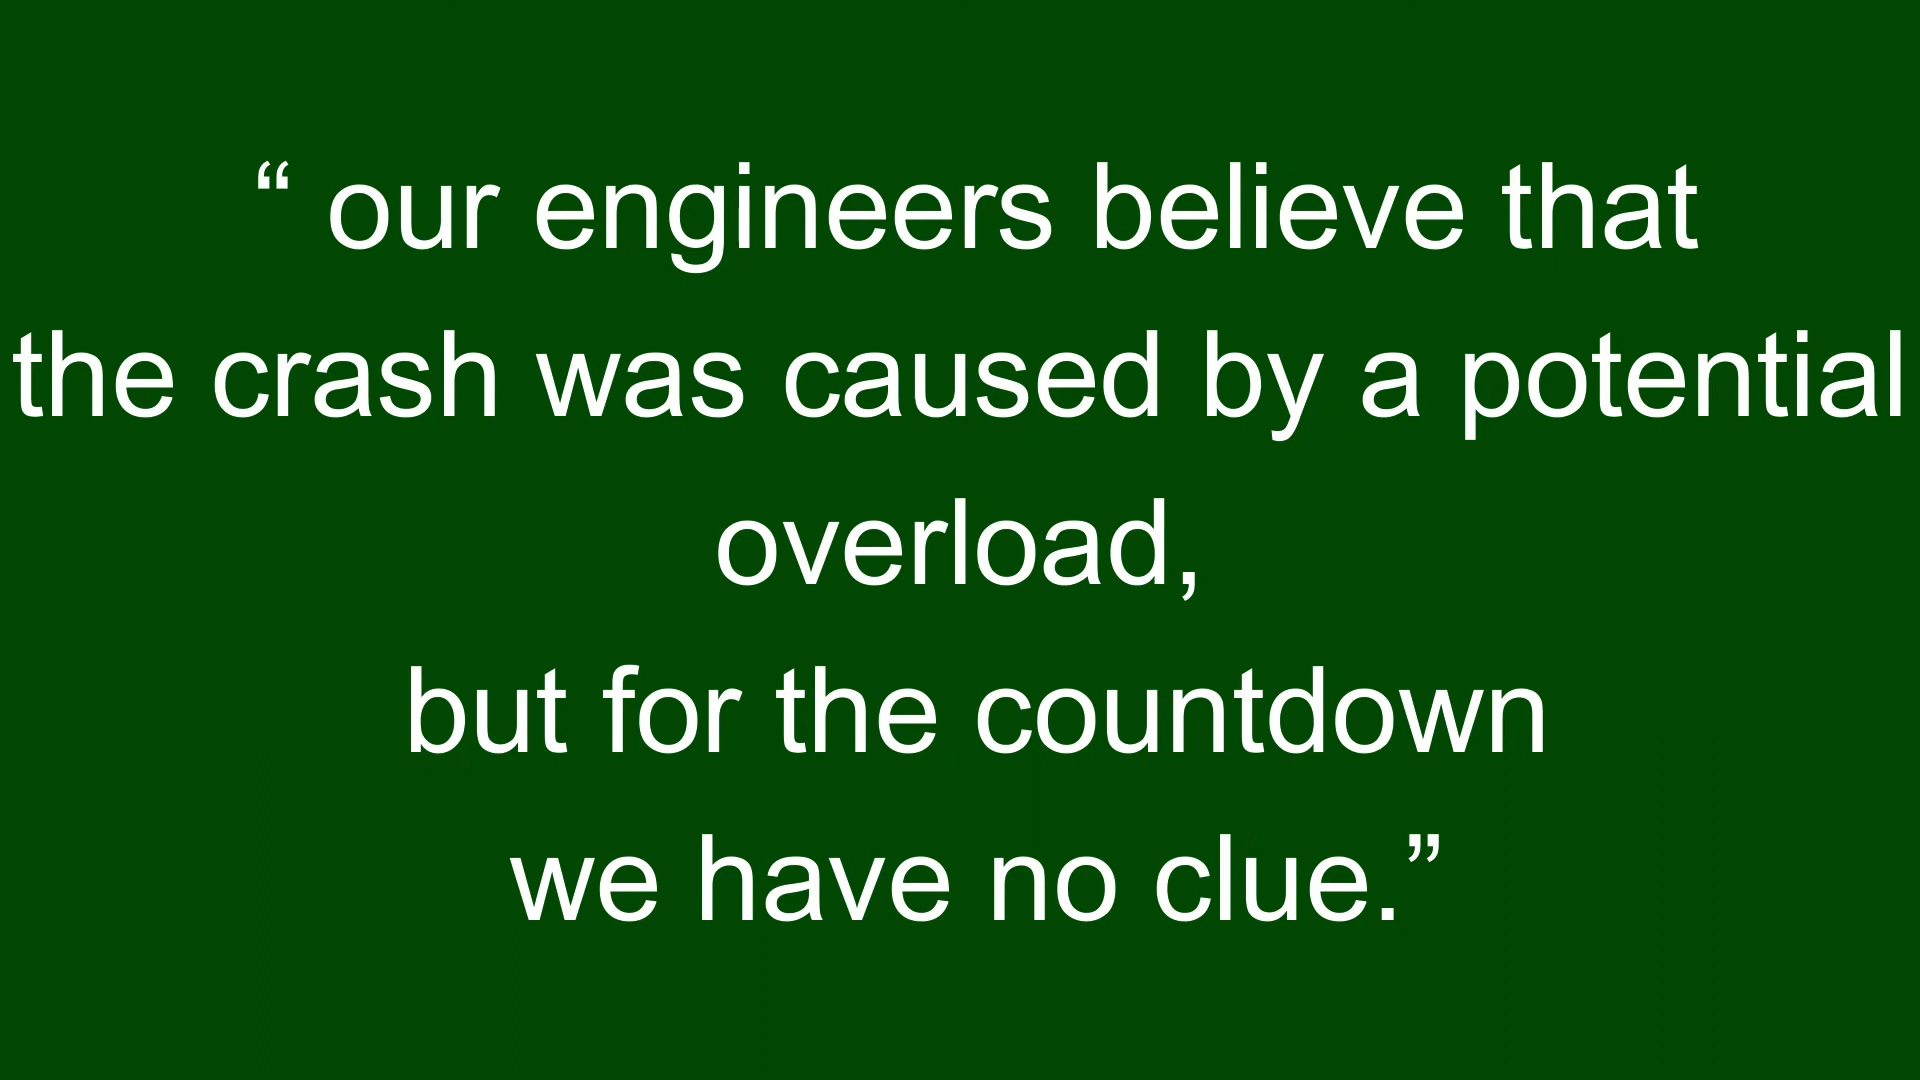 “ our engineers believe that
the crash was caused by a potential
overload,
but for the countdown
we have no clue.”